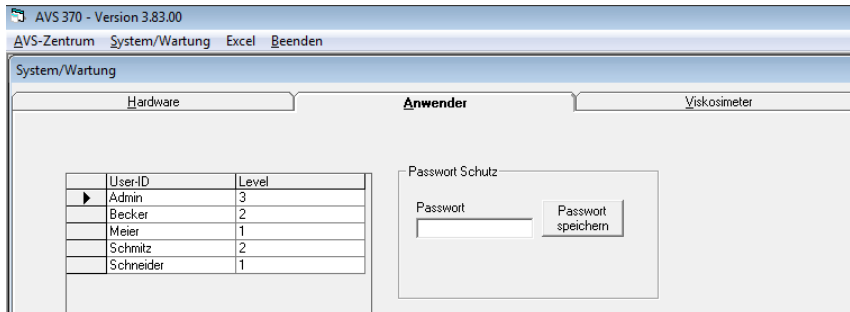 AVS 370 - Version 3.83.00
AVS-Zentrum System/Wartung Excel Beenden
System/Wartung
Hardware Anwender Viskosimeter
User-ID Level
Admin 3
Becker 2
Meier 1
Schmitz 2
Schneider 1
Passwort Schutz
Passwort
Passwort
speichern